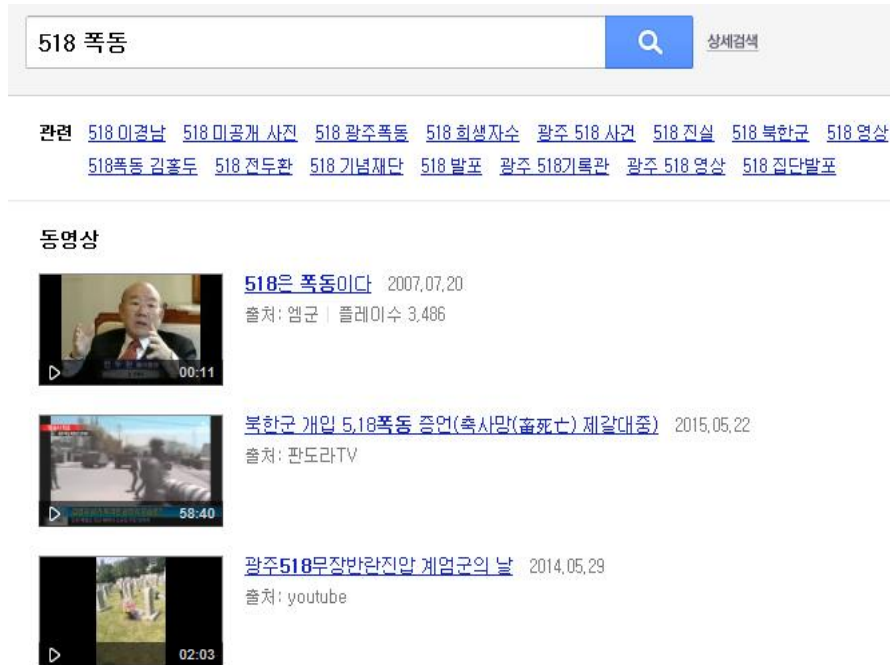 518 폭동
상세검색
관련 518 이경남 518 미공개 사진 518 광주폭동 518 희생자수 광주 518 사건 518 진실 518 북한군 518 영상
518폭동 김홍두 518 전두환 518 기념재단 518 발포 광주 518기록관 광주 518 영상 518 집단발포
동영상
518은 폭동이다 2007.07.20
출처: 엠군 | 플레이수 3,486
00:11
북한군 개입 5.18폭동 증언(축사망(畜死亡) 제갈대중) 2015.05.22
출처: 판도라TV
58:40
광주518무장반란진압 계엄군의 날 2014.05.29
출처: youtube
02:03